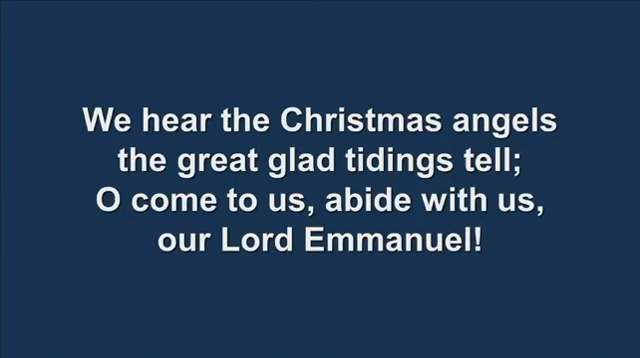 We hear the Christmas angels
the great glad tidings tell;
O come to us, abide with us,
our Lord Emmanuel!